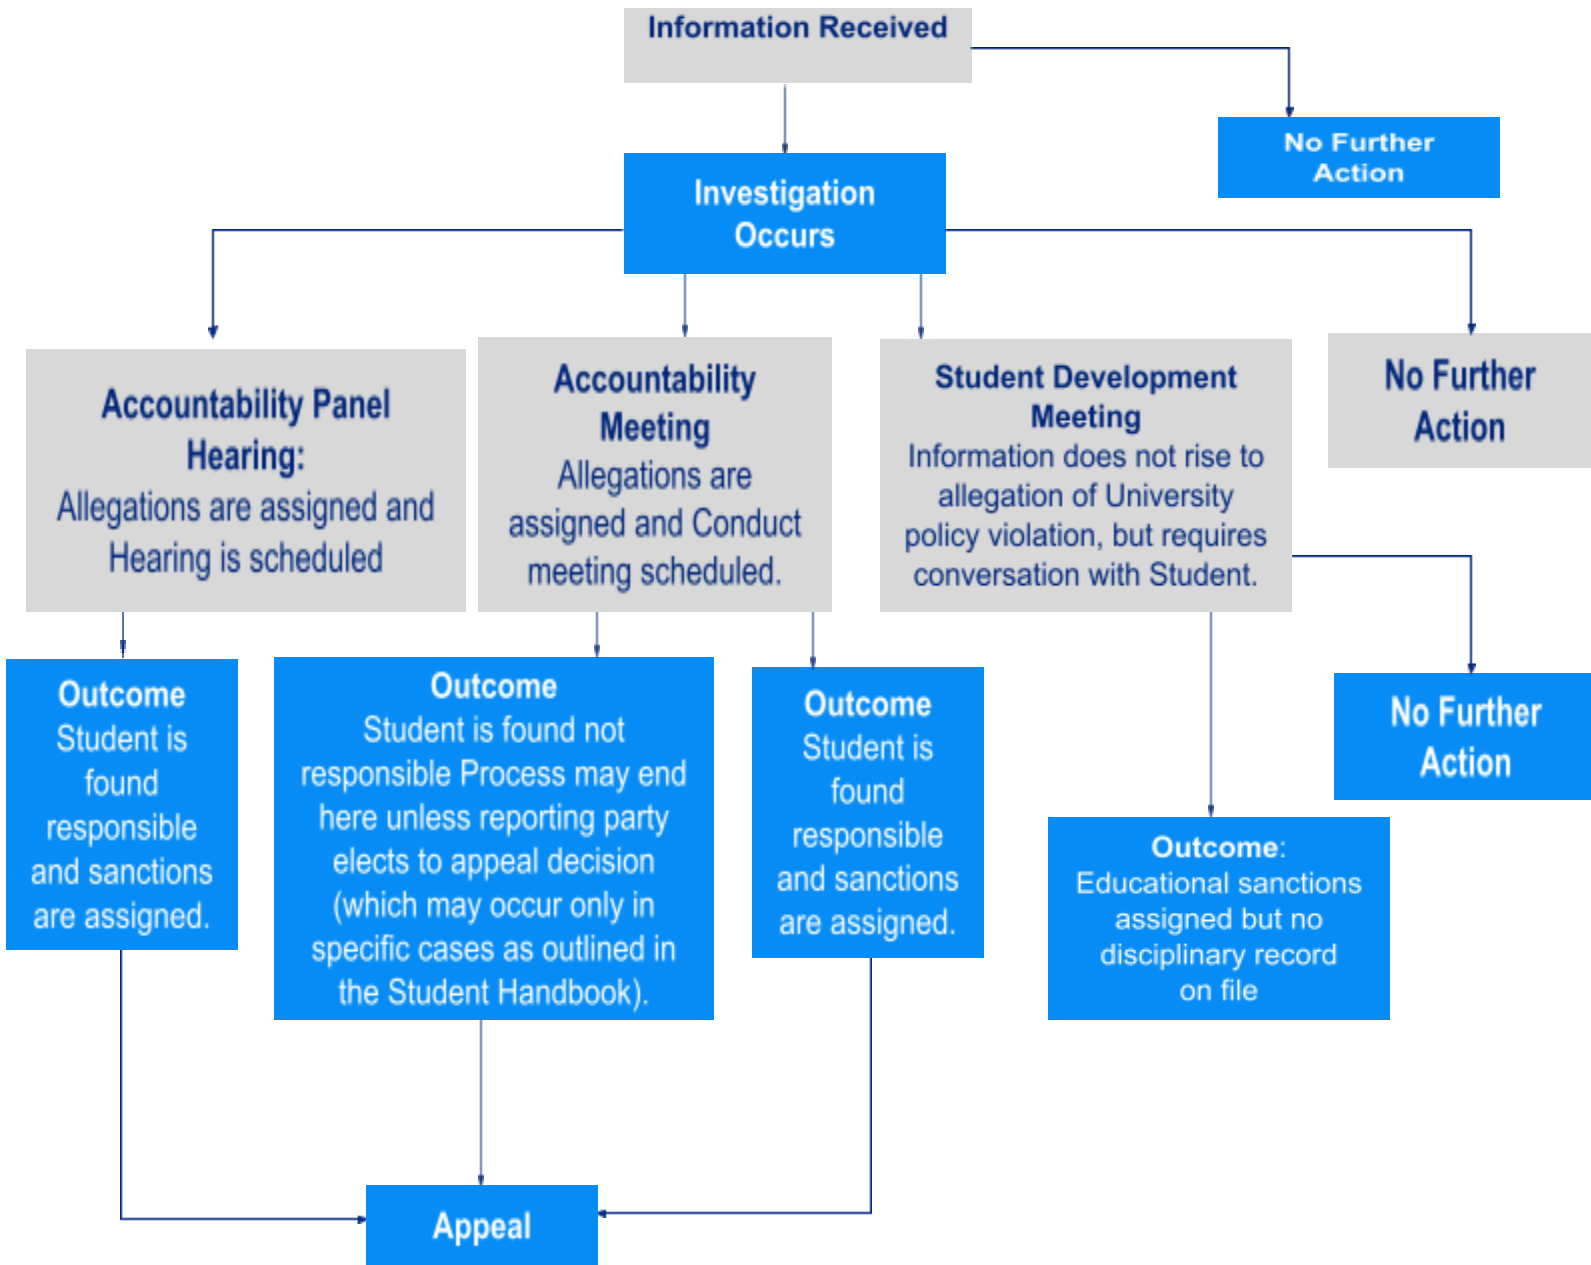 Information Received
No Further
Action
Investigation
Occurs
Accountability Panel
Hearing:
Allegations are assigned and
Hearing is scheduled
Accountability
Meeting
Allegations are
assigned and Conduct
meeting scheduled.
Student Development
Meeting
Information does not rise to
allegation of University
policy violation, but requires
conversation with Student.
No Further
Action
Outcome
Student is
found
responsible
and sanctions
are assigned.
Outcome
Student is found not
responsible Process may end
here unless reporting party
elects to appeal decision
(which may occur only in
specific cases as outlined in
the Student Handbook).
Outcome
Student is
found
responsible
and sanctions
are assigned.
No Further
Action
Outcome:
Educational sanctions
assigned but no
disciplinary record
on file
Appeal